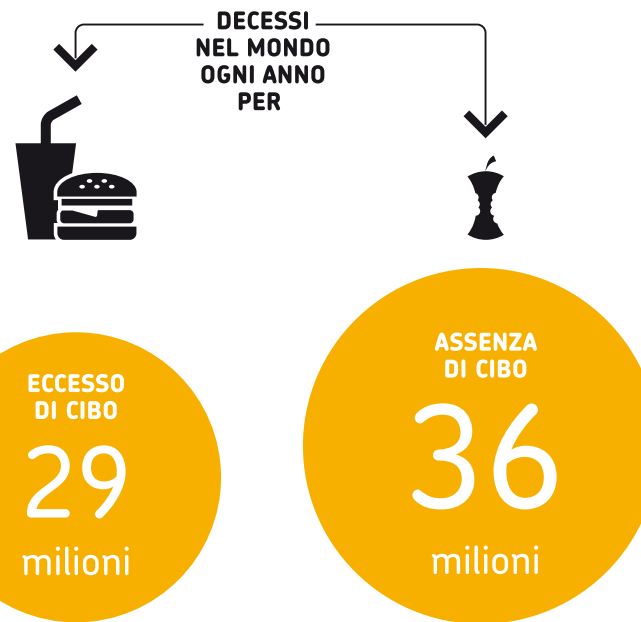 DECESSI
NEL MONDO
OGNI ANNO
PER
ECCESSO
DI CIBO
29
milioni
ASSENZA
DI CIBO
36
milioni